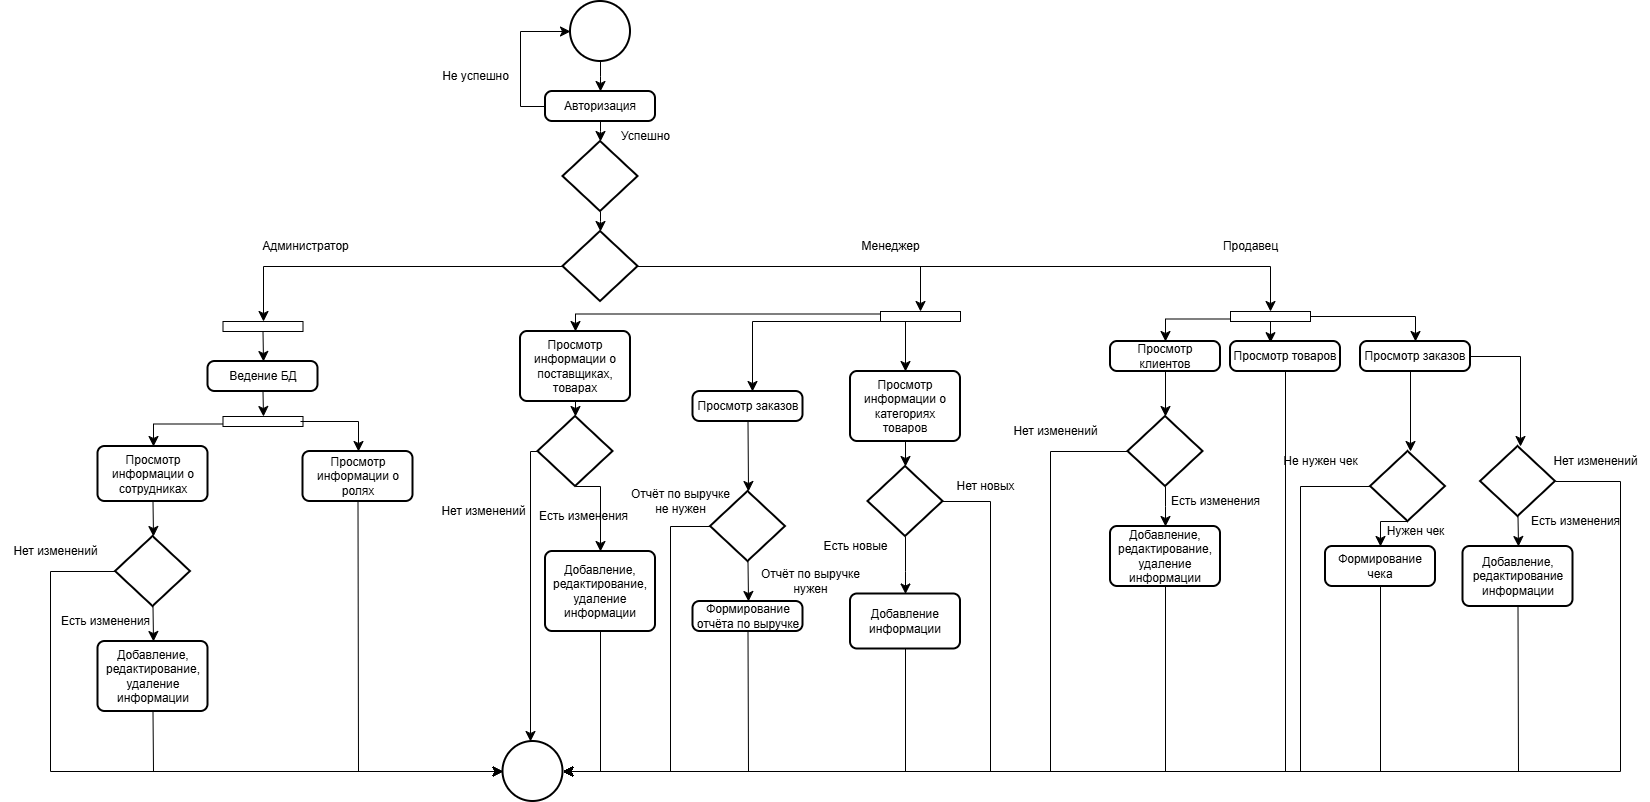 Не успешно
Авторизация
Успешно
Администратор
Менеджер
Продавец
Ведение БД
Просмотр
информации о
поставщиках,
товарах
Просмотр заказов
Просмотр
информации о
категориях
товаров
Просмотр
клиентов
Просмотр товаров
Просмотр заказов
Просмотр
информации о
сотрудниках
Просмотр
информации о
ролях
Нет изменений
Есть изменения
Добавление,
редактирование,
удаление
информации
Нет изменений
Есть изменения
Добавление,
редактирование,
удаление
информации
Отчёт по выручке
не нужен
Отчёт по выручке
нужен
Формирование
отчёта по выручке
Нет новых
Есть новые
Добавление
информации
Нет изменений
Есть изменения
Добавление,
редактирование,
удаление
информации
Не нужен чек
Нужен чек
Формирование
чека
Нет изменений
Есть изменения
Добавление,
редактирование
информации